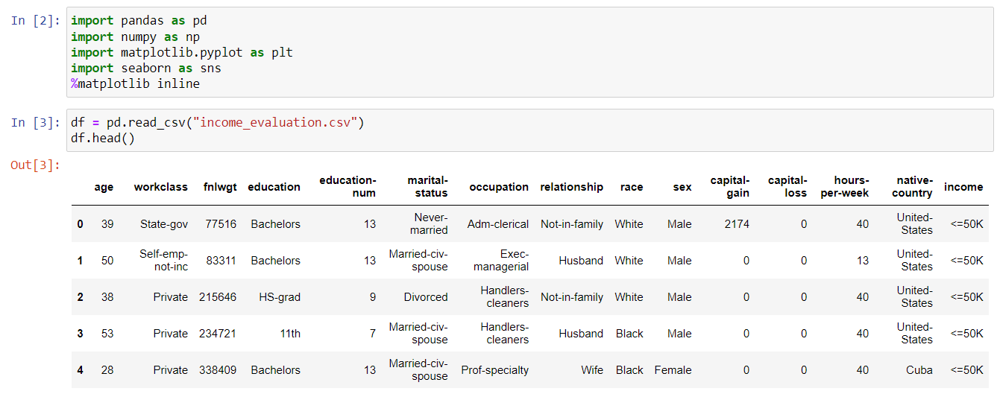 In [2]: import pandas as pd
import numpy as np
import matplotlib.pyplot as plt
import seaborn as sns
%matplotlib inline
In [3]: df = pd.read_csv("income_evaluation.csv")
df.head()
Out[3]:
age workclass fnlwgt education education-num marital-status occupation relationship race sex capital-gain capital-loss hours-per-week native-country income
0 39 State-gov 77516 Bachelors 13 Never-married Adm-clerical Not-in-family White Male 2174 0 40 United-States <=50K
1 50 Self-emp-not-inc 83311 Bachelors 13 Married-civ-spouse Exec-managerial Husband White Male 0 0 13 United-States <=50K
2 38 Private 215646 HS-grad 9 Divorced Handlers-cleaners Not-in-family White Male 0 0 40 United-States <=50K
3 53 Private 234721 11th 7 Married-civ-spouse Handlers-cleaners Husband Black Male 0 0 40 United-States <=50K
4 28 Private 338409 Bachelors 13 Married-civ-spouse Prof-specialty Wife Black Female 0 0 40 Cuba <=50K